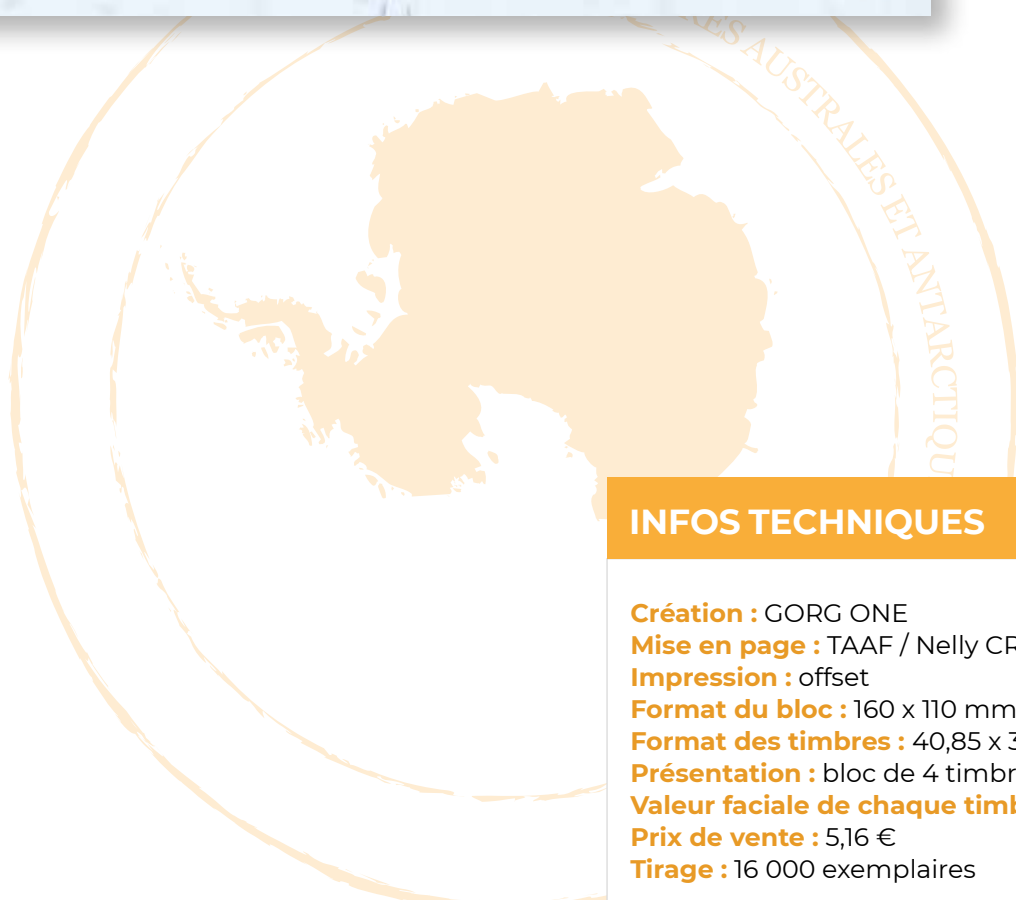 AUSTRALES ET
INFOS TECHNIQUES
Création : GORG ONE
Mise en page : TAAF / Nelly
Impression : offset
Format du bloc : 160 x 110 mm
Format des timbres : 40,85 x
Présentation : bloc de 4
Valeur faciale de chaque
Prix de vente : 5,16 €
Tirage : 16 000 exemplaires